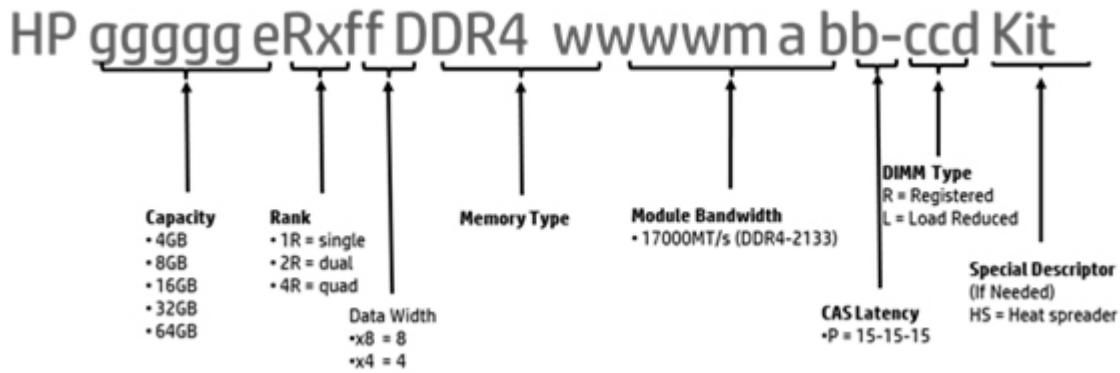 HP ggggg eRxff DDR4 wwwwm a bb-ccd Kit
Capacity
• 4GB
• 8GB
• 16GB
• 32GB
• 64GB
Rank
• 1R = single
• 2R = dual
• 4R = quad
Data Width
•x8 = 8
•x4 = 4
Memory Type
Module Bandwidth
• 17000MT/s (DDR4-2133)
CAS Latency
•P = 15-15-15
DIMM Type
R = Registered
L = Load Reduced
Special Descriptor
(If Needed)
HS = Heat spreader